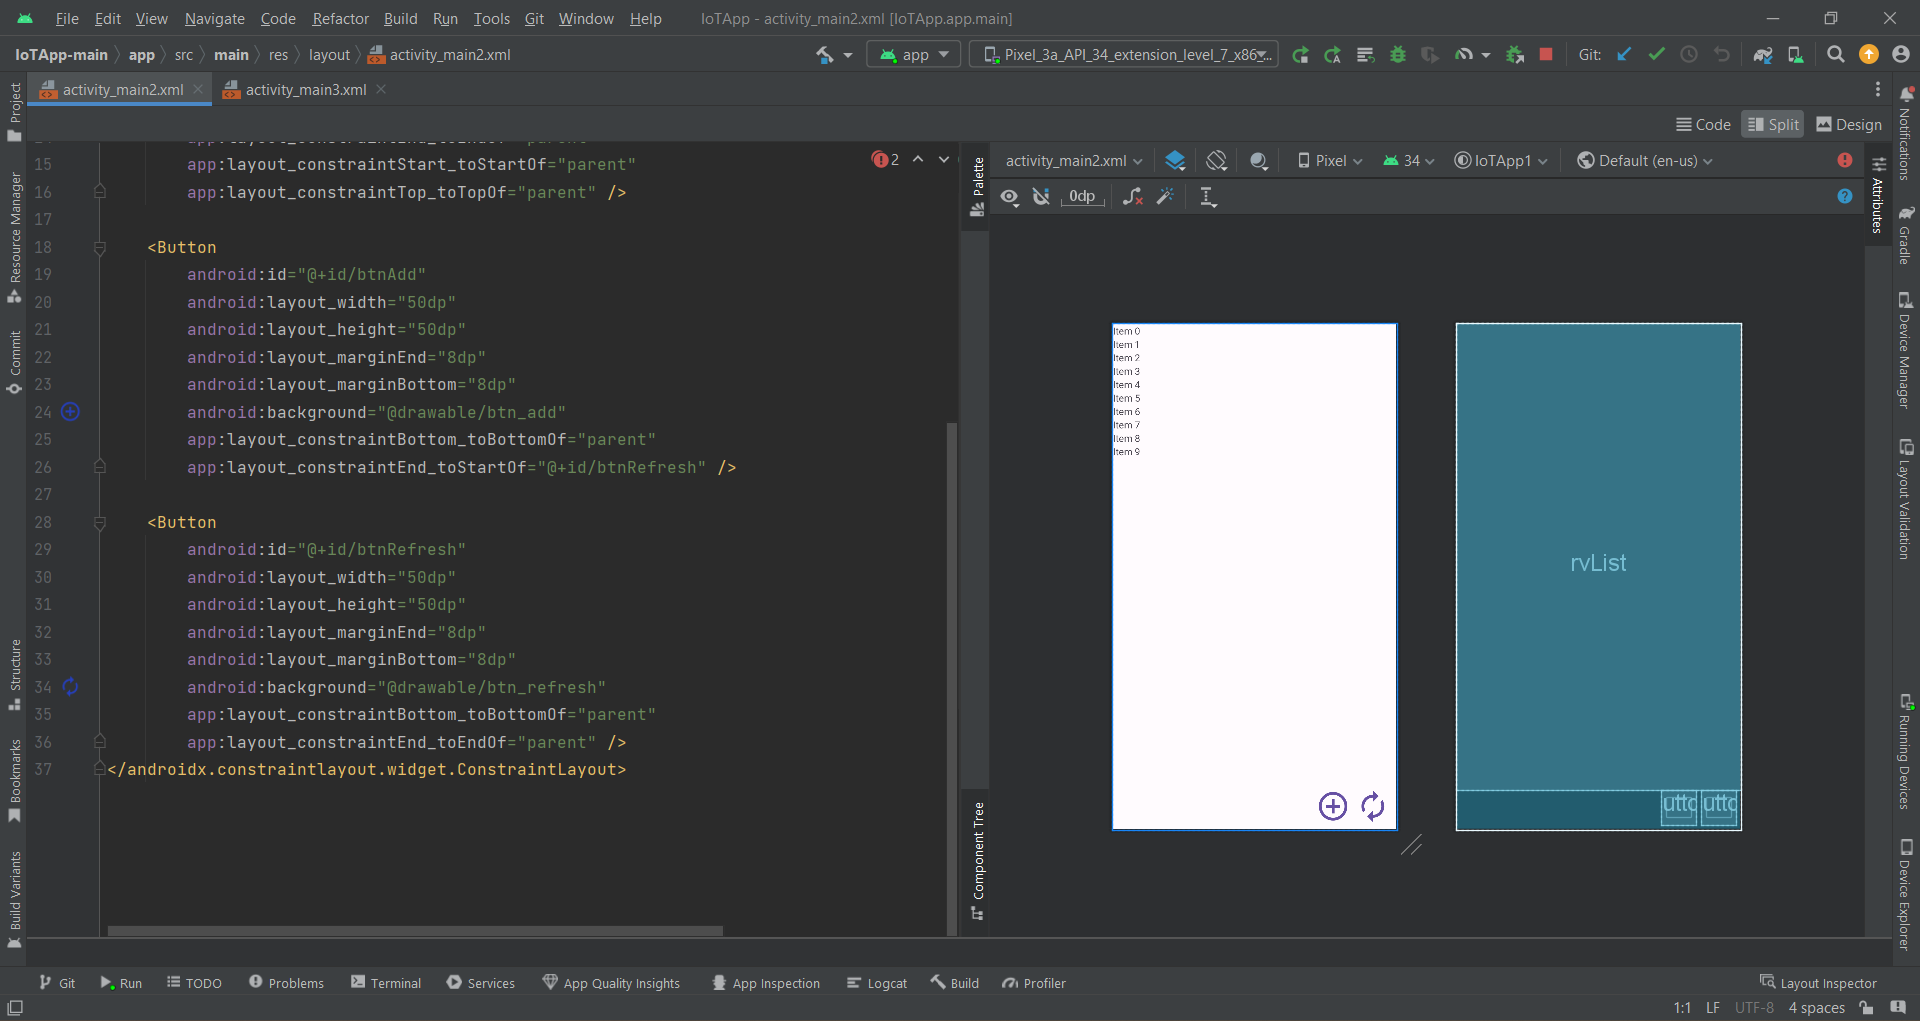 File Edit View Navigate Code Refactor Build Run Tools Git Window Help IoTApp - activity_main2.xml [IoTApp.app.main]
IoTApp-main app src main res layout activity_main2.xml app Pixel_3a_API_34_extension_level_7_x86_... Git:
activity_main2.xml activity_main3.xml
Code Split Design
Project
Resource Manager
Commit
Structure
Bookmarks
Build Variants
15 app:layout_constraintStart_toStartOf="parent"
16 app:layout_constraintTop_toTopOf="parent" />
17
18 <Button
19 android:id="@+id/btnAdd"
20 android:layout_width="50dp"
21 android:layout_height="50dp"
22 android:layout_marginEnd="8dp"
23 android:layout_marginBottom="8dp"
24 android:background="@drawable/btn_add"
25 app:layout_constraintBottom_toBottomOf="parent"
26 app:layout_constraintEnd_toStartOf="@+id/btnRefresh" />
27
28 <Button
29 android:id="@+id/btnRefresh"
30 android:layout_width="50dp"
31 android:layout_height="50dp"
32 android:layout_marginEnd="8dp"
33 android:layout_marginBottom="8dp"
34 android:background="@drawable/btn_refresh"
35 app:layout_constraintBottom_toBottomOf="parent"
36 app:layout_constraintEnd_toEndOf="parent" />
37 </androidx.constraintlayout.widget.ConstraintLayout>
2
Palette
Component Tree
activity_main2.xml Pixel 34 IoTApp1 Default (en-us)
0dp
Item 0
Item 1
Item 2
Item 3
Item 4
Item 5
Item 6
Item 7
Item 8
Item 9
rvList
utto utto
Attributes
Notifications
Gradle
Device Manager
Layout Validation
Running Devices
Device Explorer
Git Run TODO Problems Terminal Services App Quality Insights App Inspection Logcat Build Profiler Layout Inspector
1:1 LF UTF-8 4 spaces